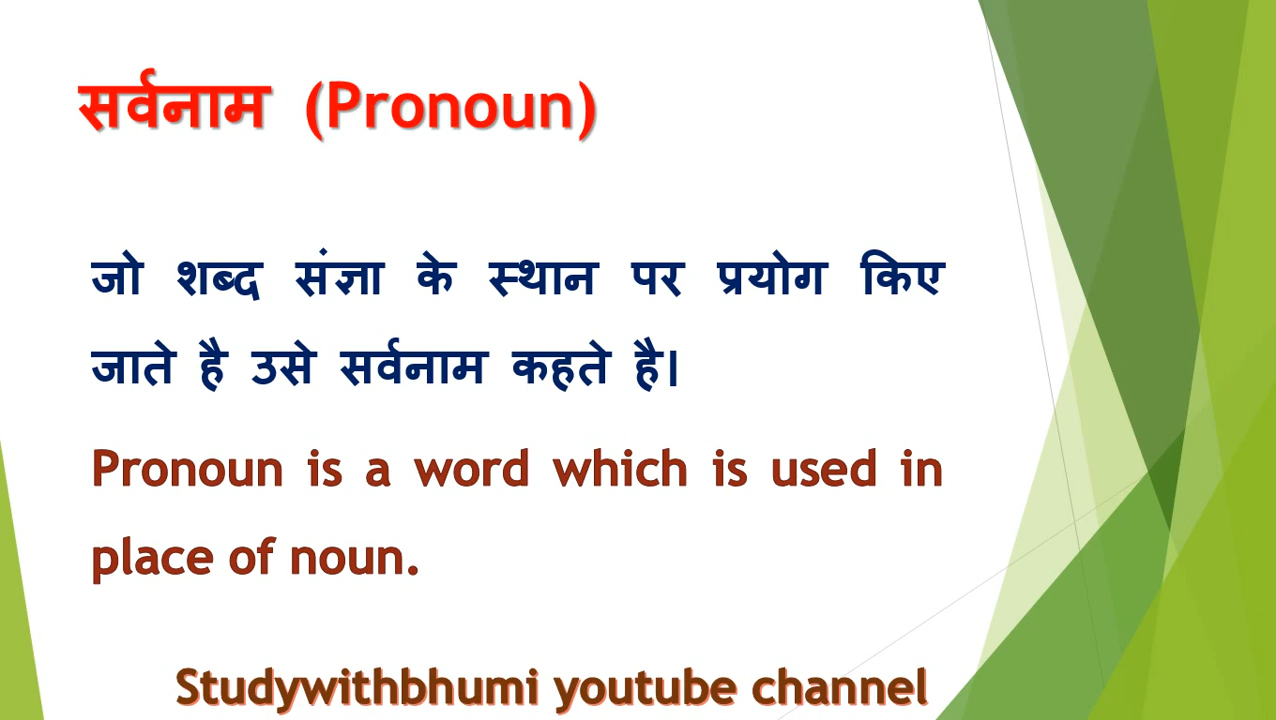 सर्वनाम (Pronoun)
जो शब्द संज्ञा के स्थान पर प्रयोग किए
जाते है उसे सर्वनाम कहते है।
Pronoun is a word which is used in
place of noun.
Studywithbhumi youtube channel